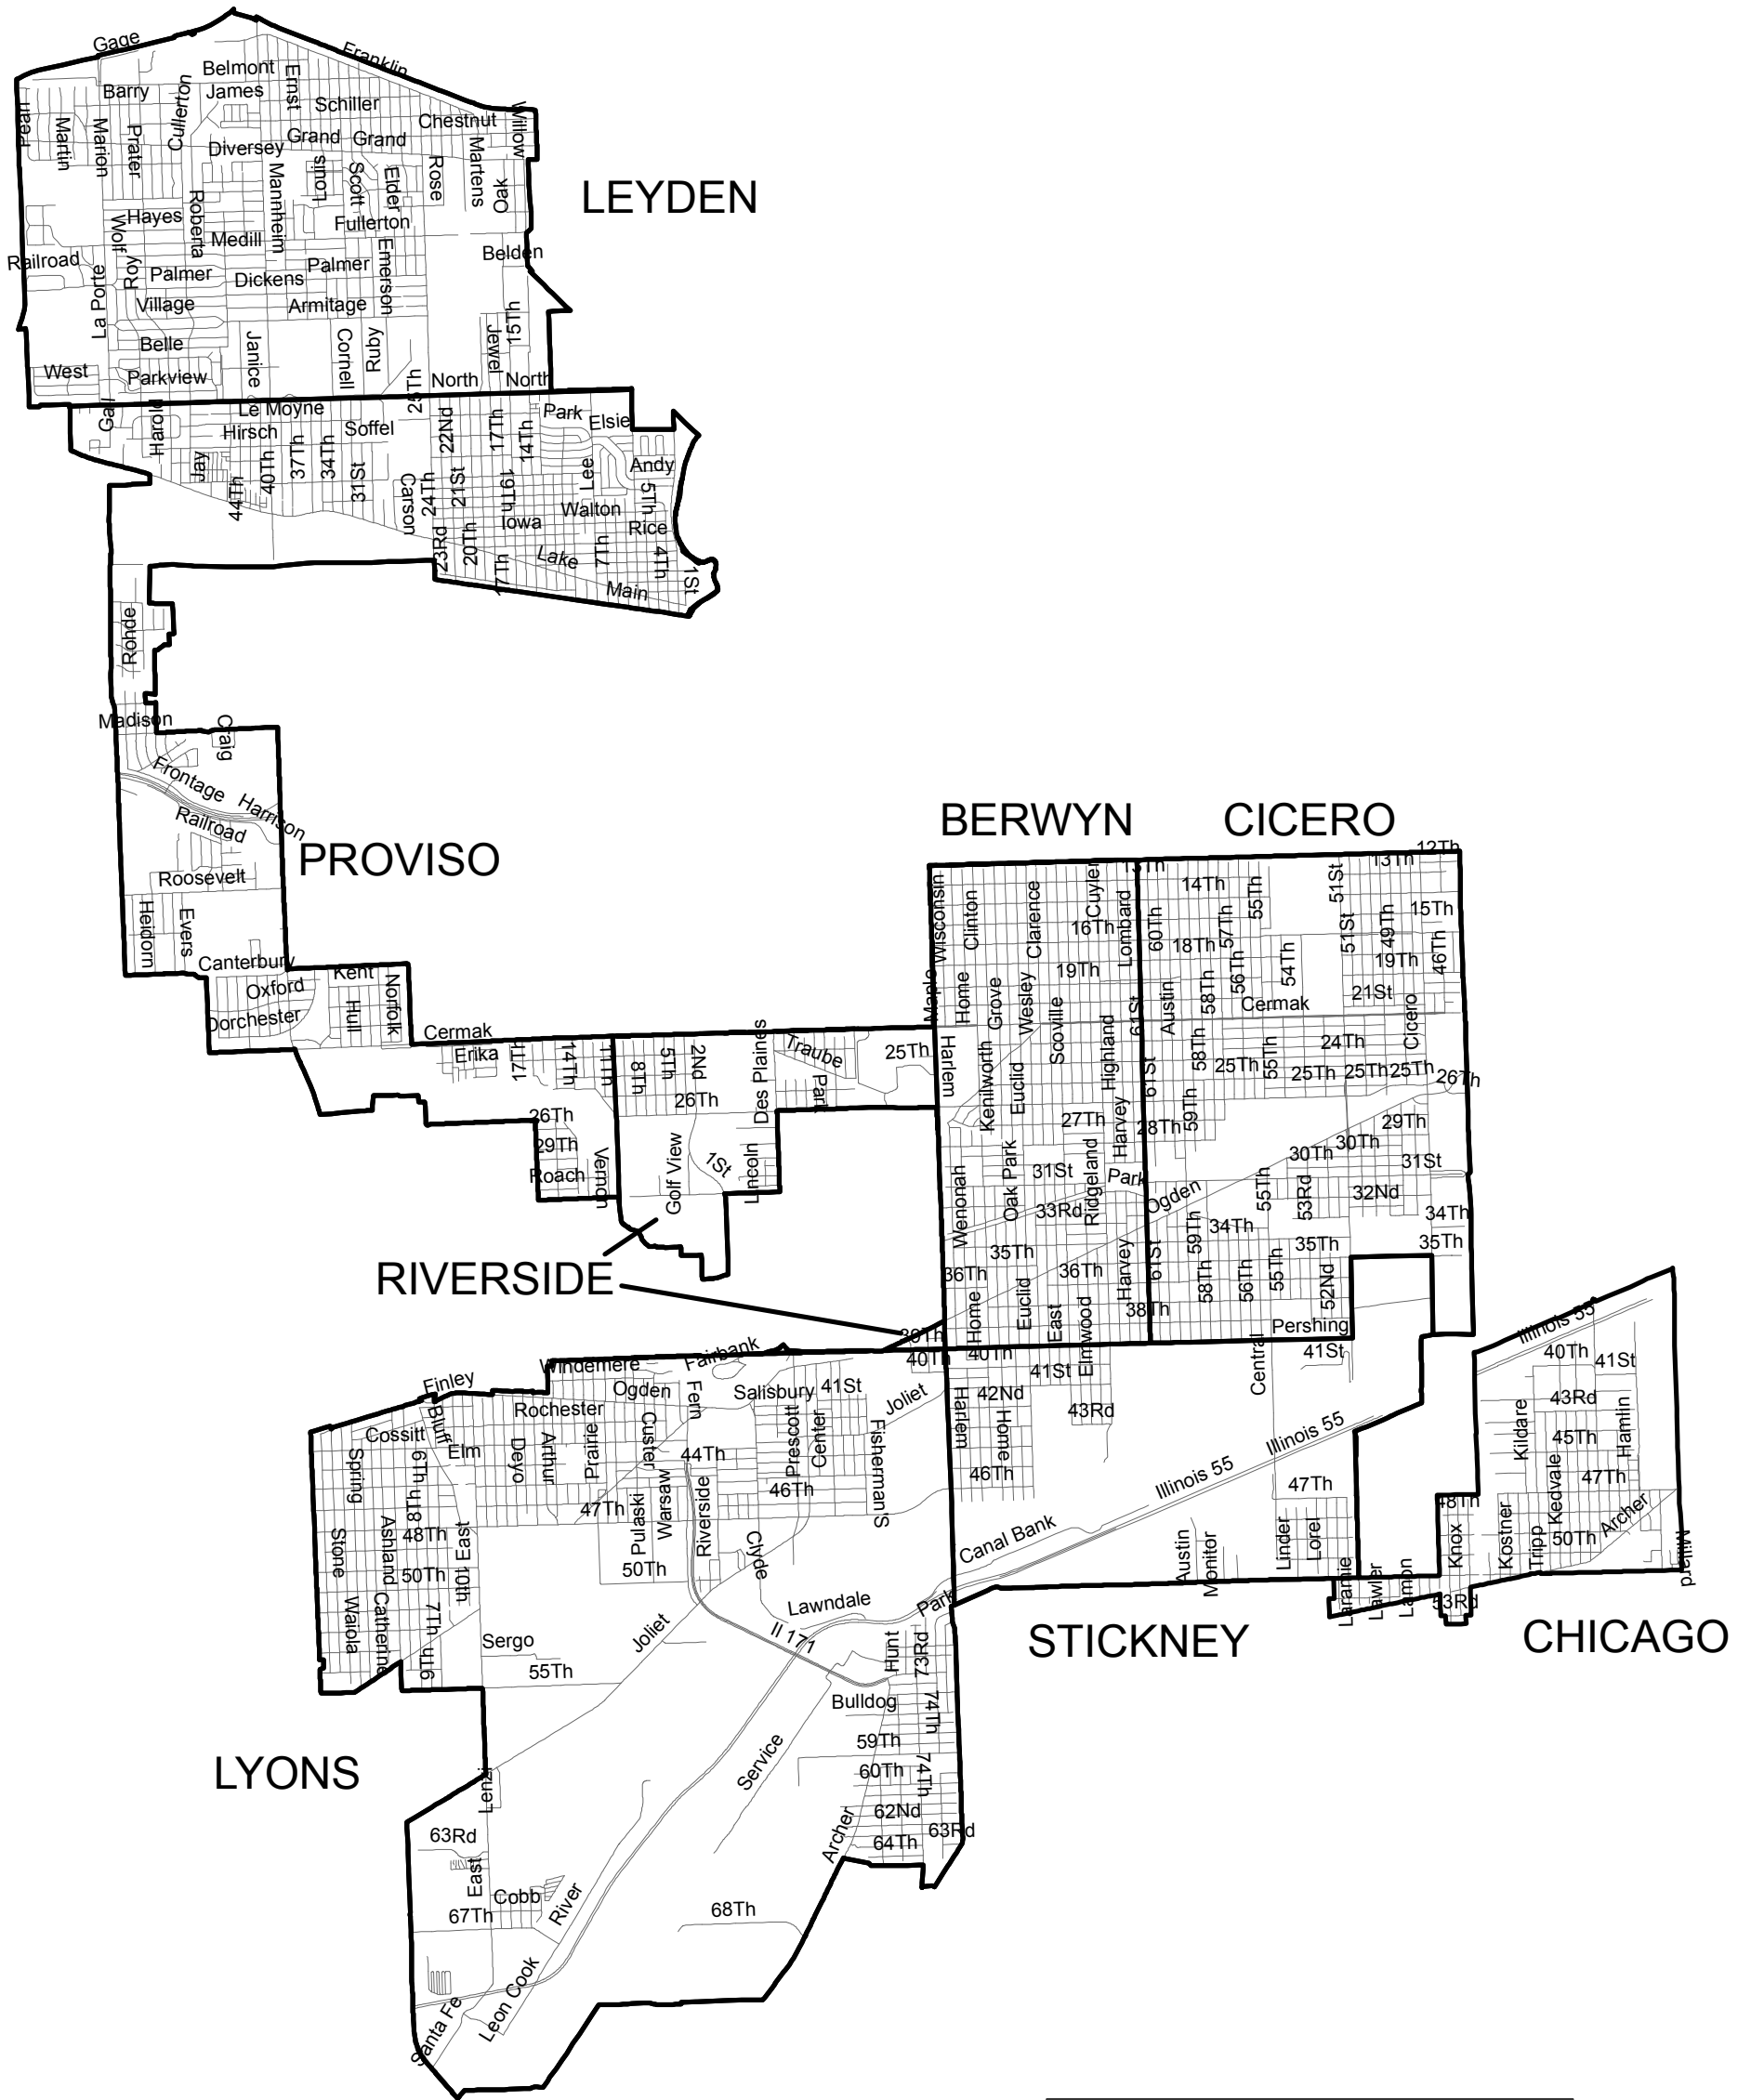 Gage
Franklin
Belmont
Ernst
Barry
James
Cullerton
Schiller
Willow
Pearl
Martin
Marion
Prater
Chestnut
Grand
Grand
Diversey
Martens
Louis
Scott
Elder
Rose
Mannheim
Oak
LEYDEN
Roberta
Hayes
Wolf
Fullerton
Medill
Emerson
Belden
Railroad
Roy
Palmer
Palmer
Dickens
La Porte
Village
Armitage
15Th
Jewel
Belle
Janice
Cornell
Ruby
West
Parkview
25Th
North
North
Gail
Harold
Le Moyne
Hirsch
Soffel
22Nd
17Th
14Th
Park
Elsie
Jay
44Th
40Th
37Th
34Th
31St
Carson
24Th
21St
19Th
Lee
Andy
5Th
Walton
Iowa
Rice
23Rd
20Th
17Th
Lake
7Th
4Th
1St
Main
Rohde
Madison
Craig
Frontage
Harrison
Railroad
PROVISO
BERWYN
CICERO
Roosevelt
Heidorn
Evers
Canterbury
Kent
Oxford
Hull
Norfolk
Dorchester
Cermak
Erika
17Th
14Th
11Th
8Th
5Th
2Nd
26Th
Des Plaines
Traube
Park
25Th
26Th
29Th
Roach
Vernon
Golf View
1St
Lincoln
RIVERSIDE
Wisconsin
Clinton
Clarence
Cuyler
16Th
Lombard
Maple
Home
Grove
Wesley
19Th
Scoville
Highland
61St
Harlem
Kenilworth
Euclid
27Th
Harvey
61St
28Th
Wenonah
Oak Park
31St
Ridgeland
Park
33Rd
35Th
36Th
36Th
Harvey
61St
Home
Euclid
East
Elmwood
38Th
13Th
14Th
55Th
51St
13Th
12Th
60Th
57Th
15Th
18Th
51St
49Th
19Th
46Th
Austin
58Th
56Th
54Th
Cermak
21St
Cicero
58Th
25Th
55Th
24Th
25Th
25Th
25Th
26Th
59Th
29Th
30Th
30Th
31St
Ogden
55Th
53Rd
32Nd
59Th
34Th
34Th
35Th
35Th
58Th
56Th
55Th
52Nd
Pershing
39Th
40Th
40Th
41St
Central
41St
Harlem
42Nd
Home
43Rd
46Th
Illinois 55
Illinois 55
47Th
Canal Bank
Austin
Monitor
Linder
Lorel
Laramie
Lawler
Lamon
Knox
48Th
53Rd
STICKNEY
Illinois 55
40Th
41St
43Rd
Kildare
45Th
Hamlin
47Th
Kedvale
Kostner
Tripp
50Th
Archer
Millard
CHICAGO
Finley
Windemere
Fairbank
Ogden
Fern
Salisbury
41St
Joliet
Bluff
Rochester
Cossitt
Elm
Deyo
Arthur
Prairie
Custer
44Th
Prescott
Center
Fisherman'S
Spring
9Th
8Th
46Th
47Th
Pulaski
Warsaw
Riverside
Clyde
Stone
Ashland
48Th
East
50Th
50Th
10th
Waiola
Catherine
7Th
9Th
Lawndale
Park
Sergo
Joliet
Il 171
Hunt
73Rd
55Th
Bulldog
74Th
LYONS
59Th
Service
60Th
74Th
Lenzi
62Nd
63Rd
64Th
Archer
63Rd
East
Cobb
River
67Th
68Th
Leon Cook
Santa Fe